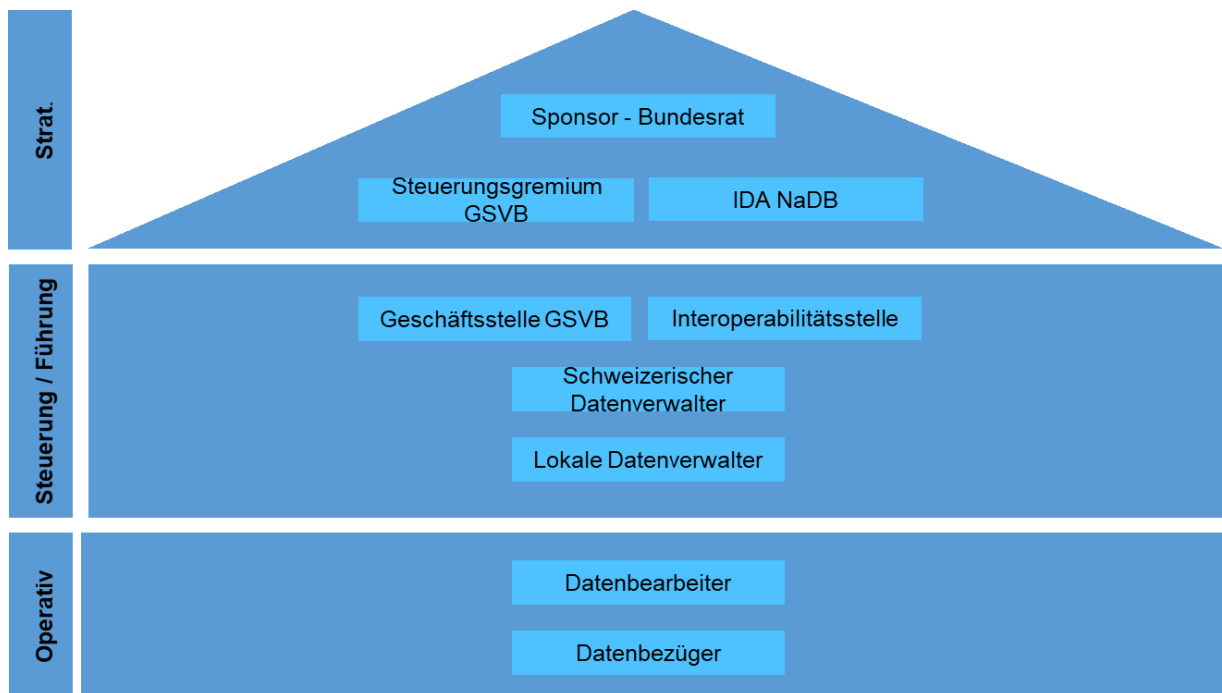 Strat.
Sponsor - Bundesrat
Steuerungsgremium
GSVB
IDA NaDB
Steuerung / Führung
Geschäftsstelle GSVB
Interoperabilitätsstelle
Schweizerischer
Datenverwalter
Lokale Datenverwalter
Operativ
Datenbearbeiter
Datenbezüger